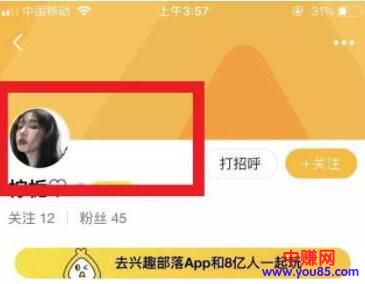 中国移动 上午3:57 31%
打招呼 +关注
关注 12 粉丝 45
去兴趣部落App和8亿人一起玩
中赚网
www.you85.com